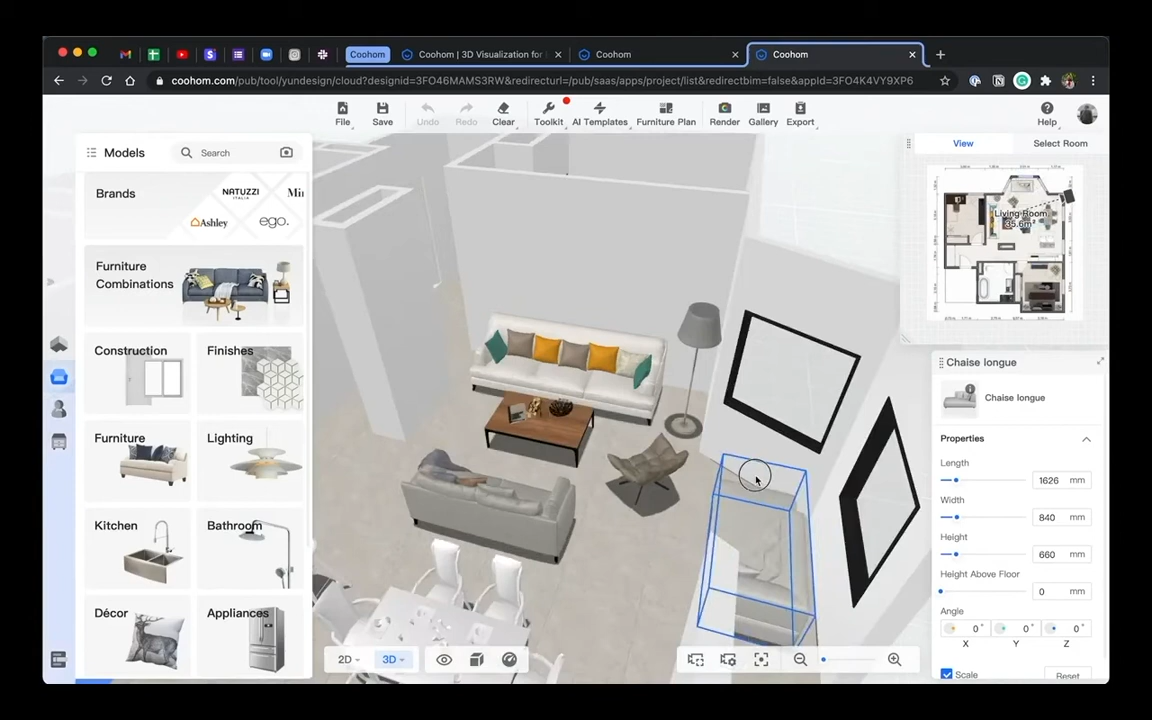 Coohom
Coohom | 3D Visualization for
Coohom
Coohom
coohom.com/pub/tool/yundesign/cloud?designid=3FO46MAMS3RW&redirecturl=/pub/saas/apps/project/list&redirectbim=false&appId=3FO4K4VY9XP6
File
Save
Undo
Redo
Clear
Toolkit
AI Templates
Furniture Plan
Render
Gallery
Export
Help
Models
Search
View
Select Room
Brands
NATUZZI
ITALIA
Ashley
ego.
Furniture
Combinations
Construction
Finishes
Furniture
Lighting
Kitchen
Bathroom
Décor
Appliances
Living Room
35.6m²
Chaise longue
Chaise longue
Properties
Length
1626 mm
Width
840 mm
Height
660 mm
Height Above Floor
0 mm
Angle
0° 0° 0°
X Y Z
Scale
Reset
2D
3D